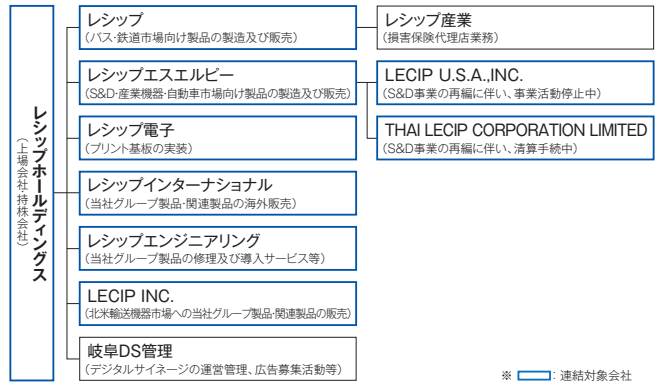 レシップホールディングス
（上場会社・持株会社）
レシップ
（バス・鉄道市場向け製品の製造及び販売）
レシップ産業
（損害保険代理店業務）
レシップエスエルピー
（S&D・産業機器・自動車市場向け製品の製造及び販売）
LECIP U.S.A.,INC.
（S&D事業の再編に伴い、事業活動停止中）
レシップ電子
（プリント基板の実装）
THAI LECIP CORPORATION LIMITED
（S&D事業の再編に伴い、清算手続中）
レシップインターナショナル
（当社グループ製品・関連製品の海外販売）
レシップエンジニアリング
（当社グループ製品の修理及び導入サービス等）
LECIP INC.
（北米輸送機器市場への当社グループ製品・関連製品の販売）
岐阜DS管理
（デジタルサイネージの運営管理、広告募集活動等）
※ ：連結対象会社